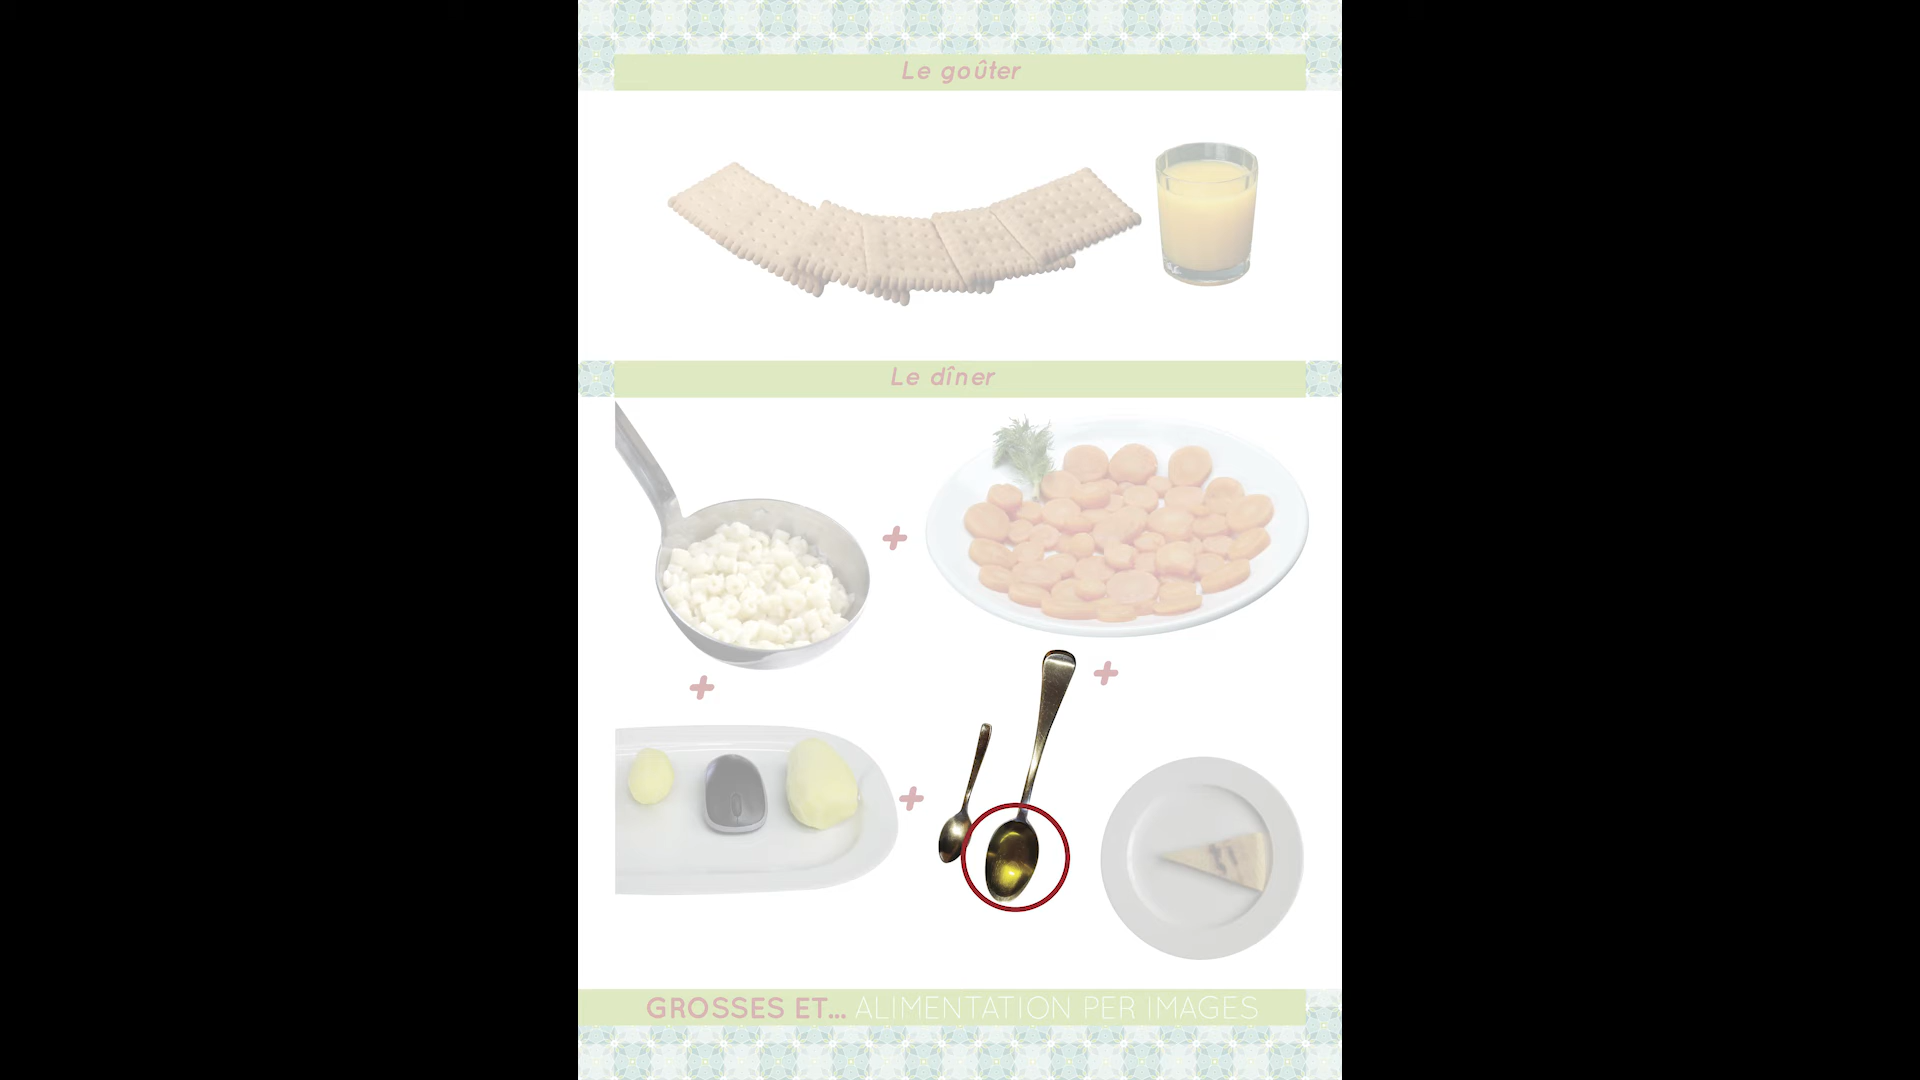 Le goûter
Le dîner
+
+
+
+
GROSSES ET... ALIMENTATION PER IMAGES